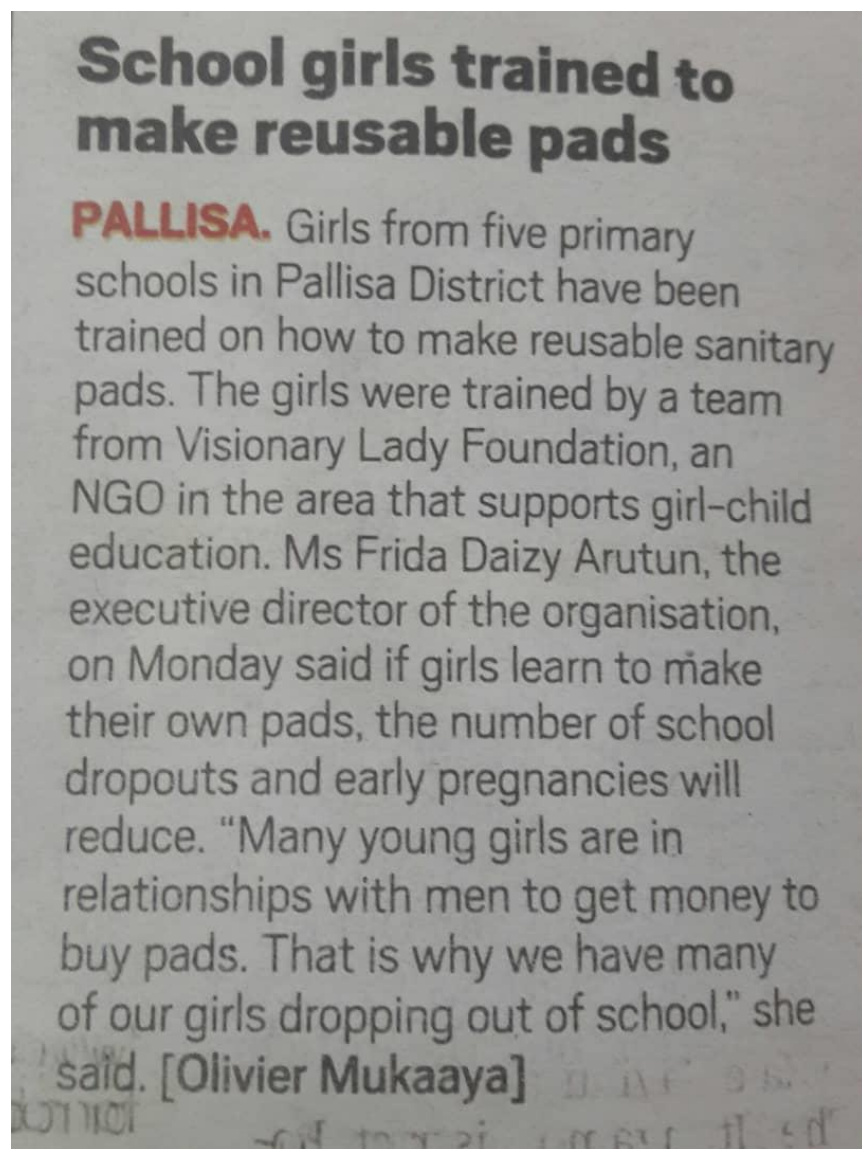 School girls trained to
make reusable pads
PALLISA. Girls from five primary
schools in Pallisa District have been
trained on how to make reusable sanitary
pads. The girls were trained by a team
from Visionary Lady Foundation, an
NGO in the area that supports girl-child
education. Ms Frida Daizy Arutun, the
executive director of the organisation,
on Monday said if girls learn to make
their own pads, the number of school
dropouts and early pregnancies will
reduce. “Many young girls are in
relationships with men to get money to
buy pads. That is why we have many
of our girls dropping out of school,” she
said. [Olivier Mukaaya]